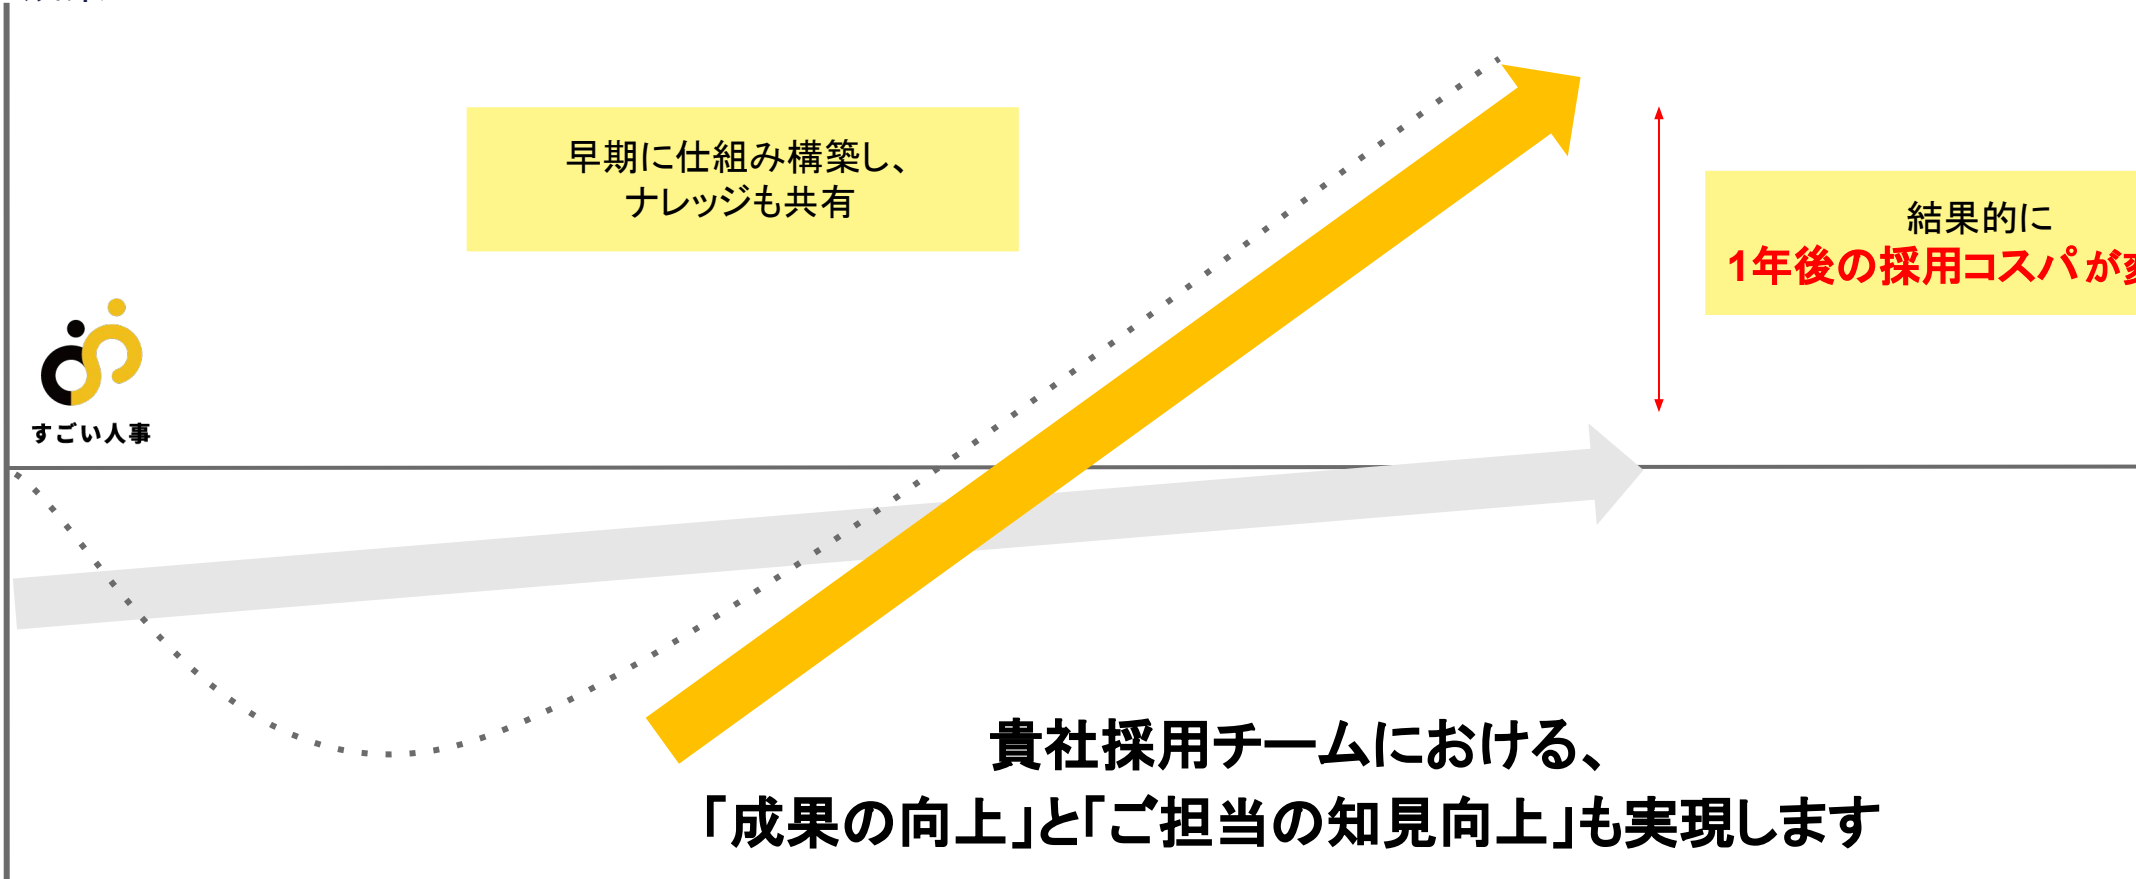 早期に仕組み構築し、
ナレッジも共有
結果的に
1年後の採用コスパが
すごい人事
貴社採用チームにおける、
「成果の向上」と「ご担当の知見向上」も実現します